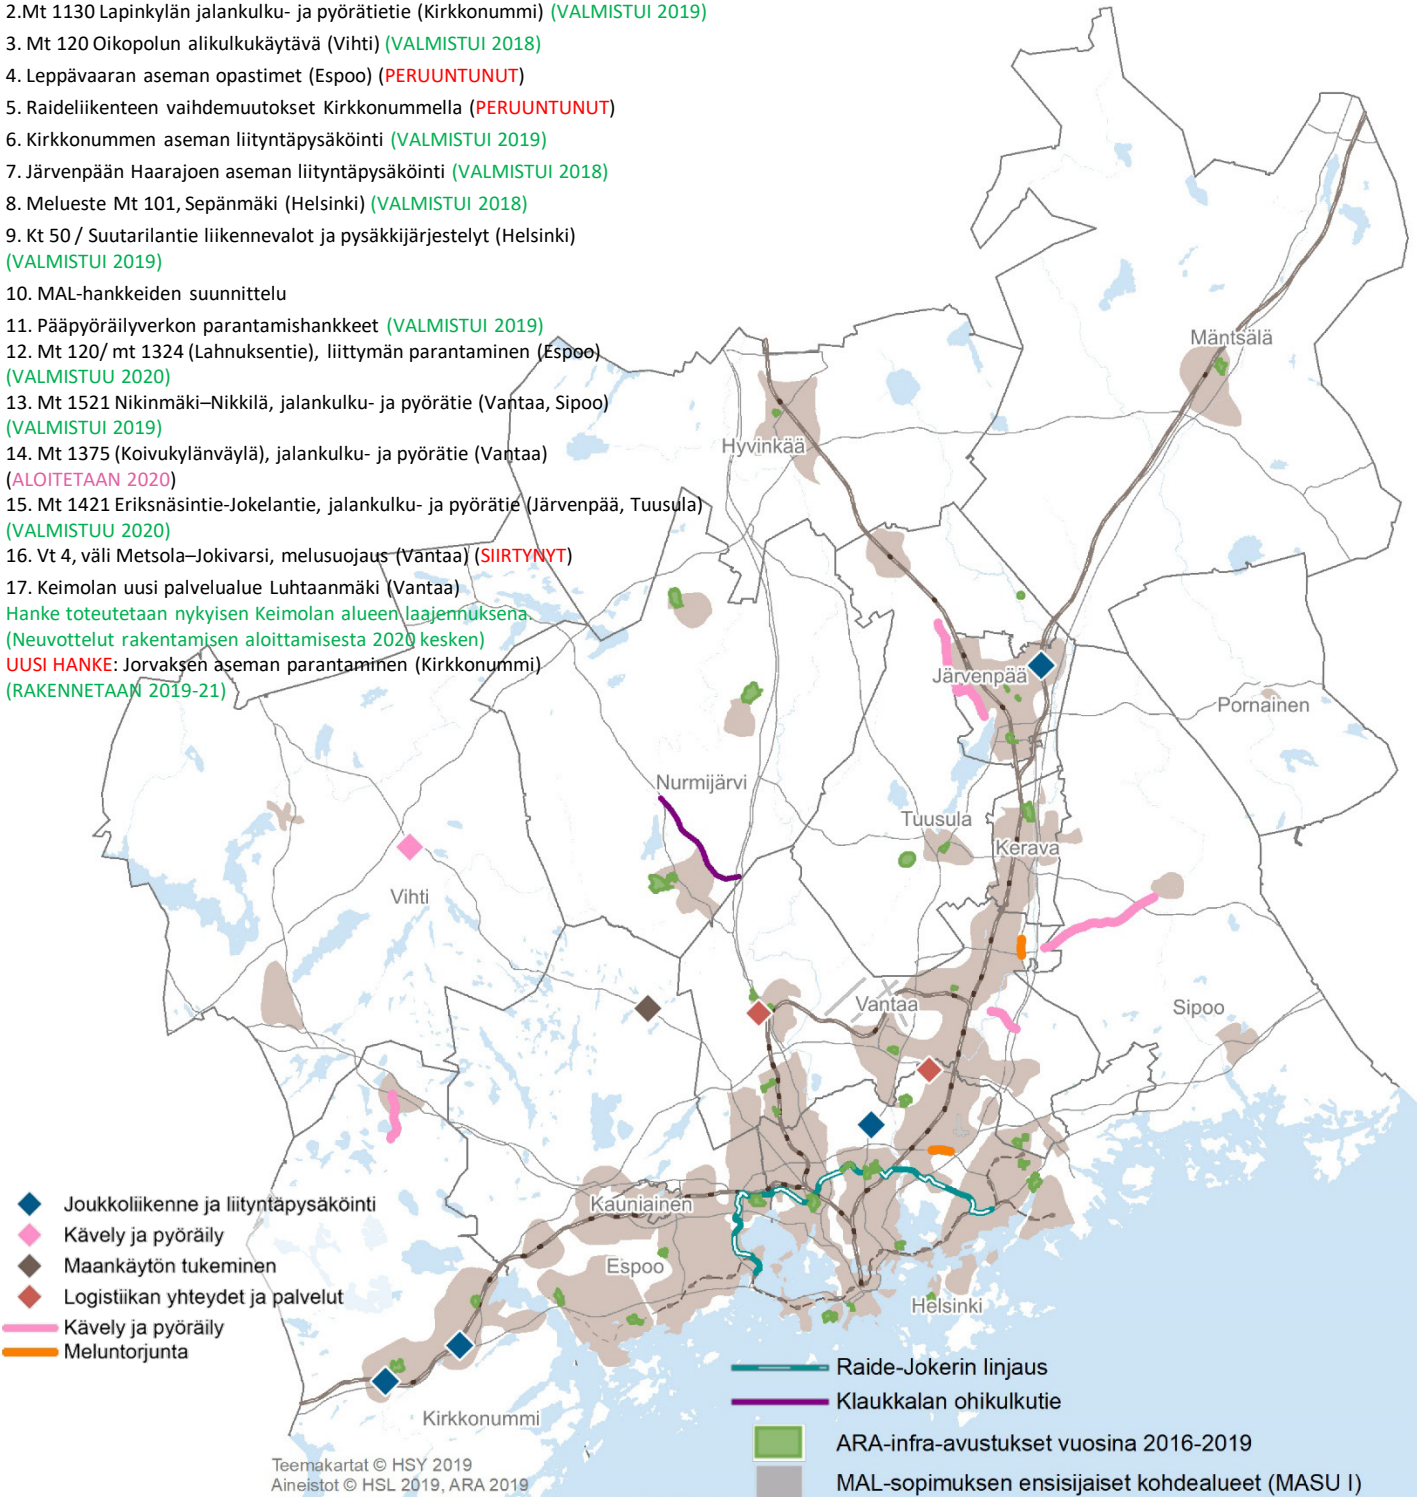 2.Mt 1130 Lapinkylän jalankulku- ja pyörätietie (Kirkkonummi) (VALMISTUI 2019)
3. Mt 120 Oikopolun alikulkukäytävä (Vihti) (VALMISTUI 2018)
4. Leppävaaran aseman opastimet (Espoo) (PERUUNTUNUT)
5. Raideliikenteen vaihdemuutokset Kirkkonummella (PERUUNTUNUT)
6. Kirkkonummen aseman liityntäpysäköinti (VALMISTUI 2019)
7. Järvenpään Haarajoen aseman liityntäpysäköinti (VALMISTUI 2018)
8. Melueste Mt 101, Sepänmäki (Helsinki) (VALMISTUI 2018)
9. Kt 50 / Suutarilantie liikennevalot ja pysäkkijärjestelyt (Helsinki)
(VALMISTUI 2019)
10. MAL-hankkeiden suunnittelu
11. Pääpyöräilyverkon parantamishankkeet (VALMISTUI 2019)
12. Mt 120/ mt 1324 (Lahnuksentie), liittymän parantaminen (Espoo)
(VALMISTUU 2020)
13. Mt 1521 Nikinmäki–Nikkilä, jalankulku- ja pyörätie (Vantaa, Sipoo)
(VALMISTUI 2019)
14. Mt 1375 (Koivukylänväylä), jalankulku- ja pyörätie (Vantaa)
(ALOITETAAN 2020)
15. Mt 1421 Eriksnäsintie-Jokelantie, jalankulku- ja pyörätie (Järvenpää, Tuusula)
(VALMISTUU 2020)
16. Vt 4, väli Metsola–Jokivarsi, melusuojaus (Vantaa) (SIIRTYNYT)
17. Keimolan uusi palvelualue Luhtaanmäki (Vantaa)
Hanke toteutetaan nykyisen Keimolan alueen laajennuksena.
(Neuvottelut rakentamisen aloittamisesta 2020 kesken)
UUSI HANKE: Jorvaksen aseman parantaminen (Kirkkonummi)
(RAKENNETAAN 2019-21)
Mäntsälä
Hyvinkää
Järvenpää
Pornainen
Nurmijärvi
Tuusula
Kerava
Vihti
Vantaa
Sipoo
Kauniainen
Espoo
Helsinki
Kirkkonummi
Joukkoliikenne ja liityntäpysäköinti
Kävely ja pyöräily
Maankäytön tukeminen
Logistiikan yhteydet ja palvelut
Kävely ja pyöräily
Meluntorjunta
Raide-Jokerin linjaus
Klaukkalan ohikulkutie
ARA-infra-avustukset vuosina 2016-2019
MAL-sopimuksen ensisijaiset kohdealueet (MASU I)
Teemakartat © HSY 2019
Aineistot © HSL 2019, ARA 2019